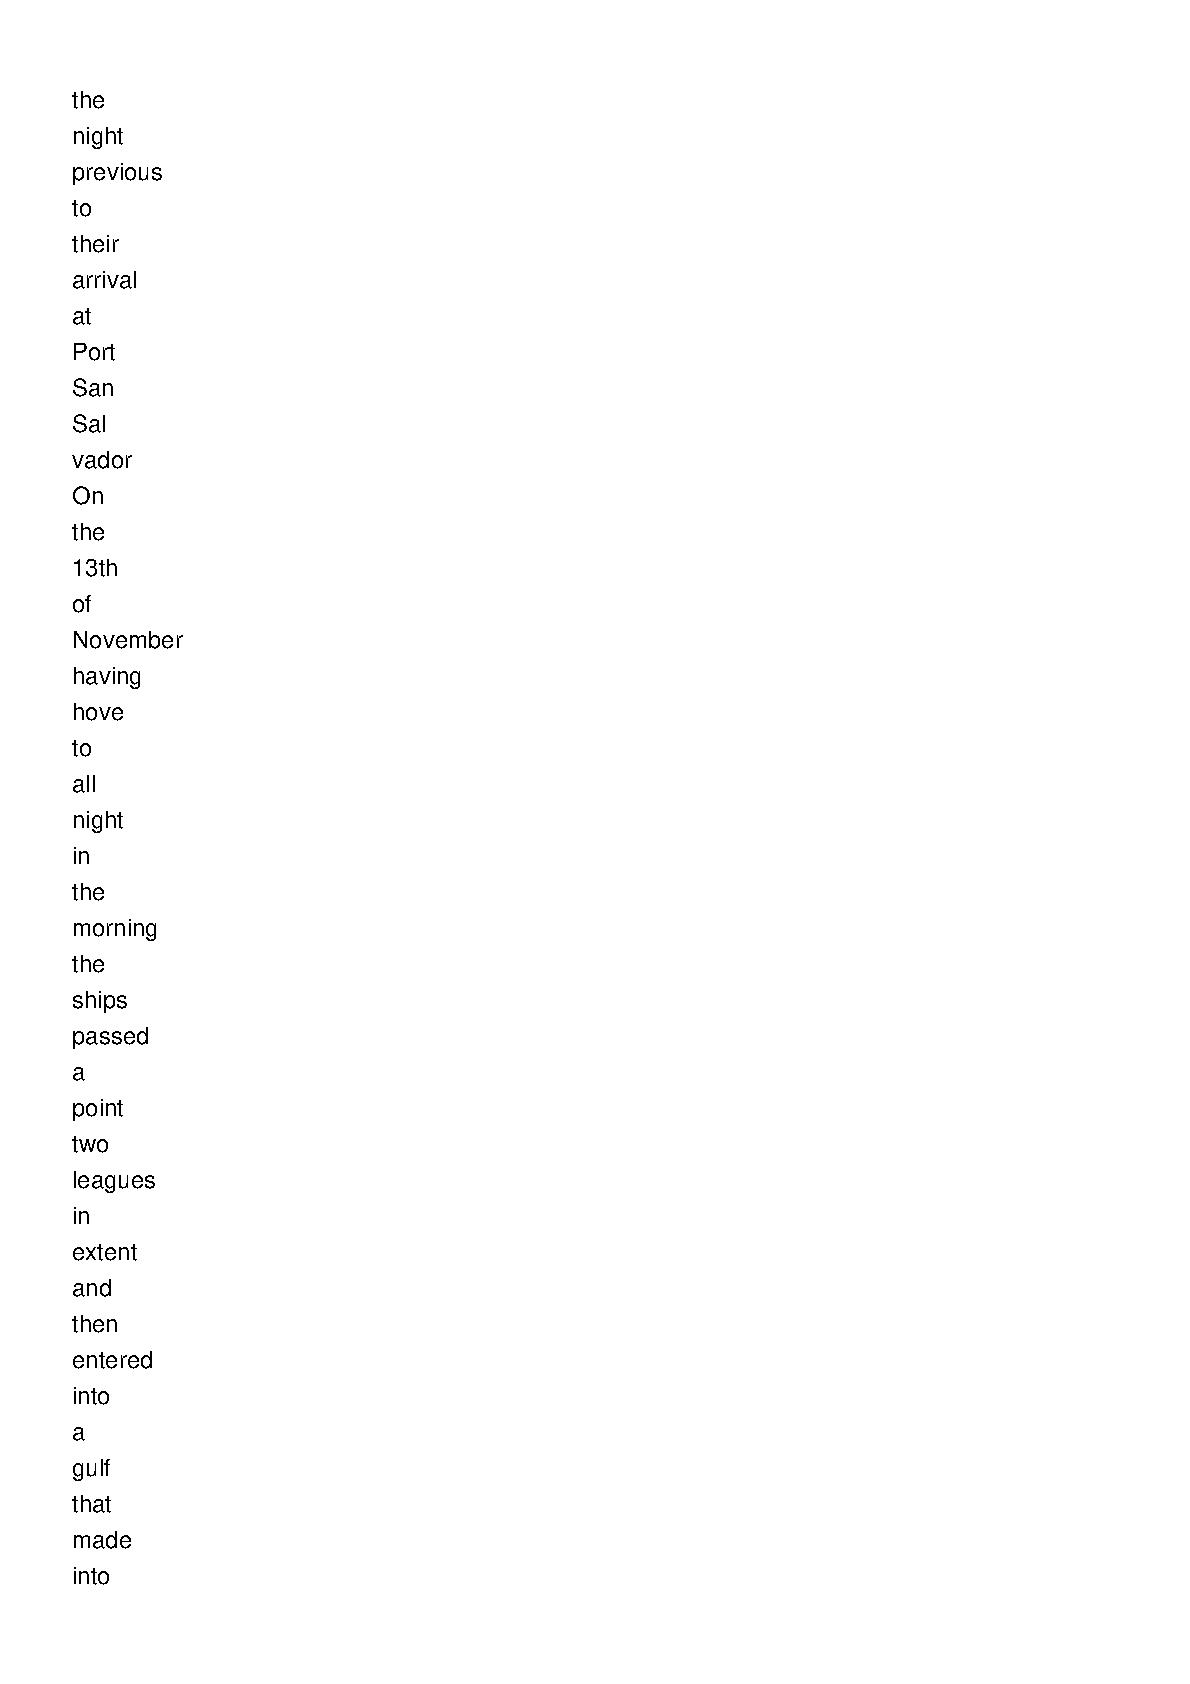 the
night
previous
to
their
arrival
at
Port
San
Sal
vador
On
the
13th
of
November
having
hove
to
all
night
in
the
morning
the
ships
passed
a
point
two
leagues
in
extent
and
then
entered
into
a
gulf
that
made
into